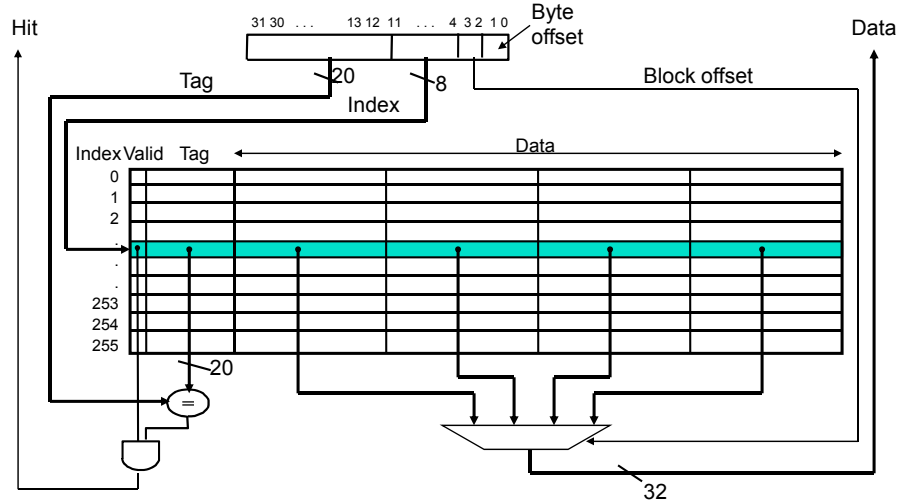 Hit
31 30 . . . 13 12 11 . . . 4 3 2 1 0
Byte
offset
Data
20
8
Tag
Index
Block offset
Index Valid Tag
Data
0
1
2
.
.
.
253
254
255
20
=
32